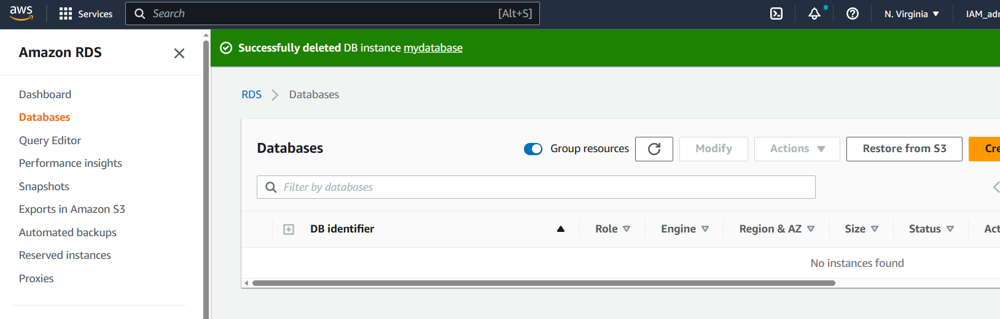 aws Services Search [Alt+S] N. Virginia IAM_adn
Amazon RDS
Dashboard
Databases
Query Editor
Performance insights
Snapshots
Exports in Amazon S3
Automated backups
Reserved instances
Proxies
Successfully deleted DB instance mydatabase
RDS Databases
Databases Group resources Modify Actions Restore from S3 Cre
Filter by databases
DB identifier Role Engine Region & AZ Size Status Act
No instances found